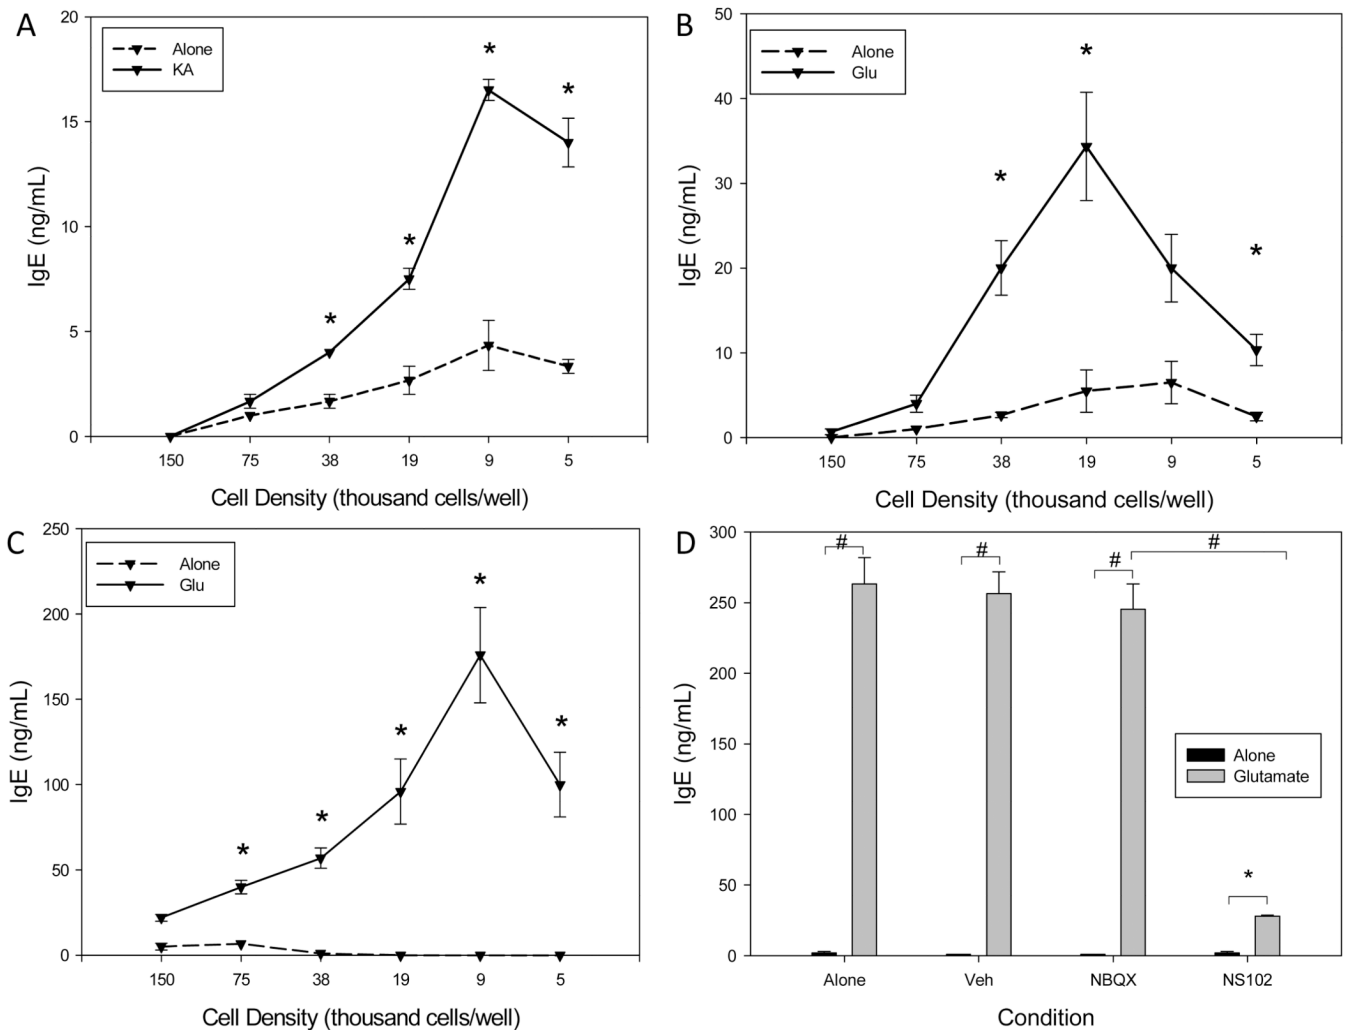 A
Alone
KA
20
15
10
5
0
IgE (ng/mL)
* * * *
150 75 38 19 9 5
Cell Density (thousand cells/well)
B
Alone
Glu
50
40
30
20
10
0
IgE (ng/mL)
* * *
150 75 38 19 9 5
Cell Density (thousand cells/well)
C
Alone
Glu
250
200
150
100
50
0
IgE (ng/mL)
* * * * *
150 75 38 19 9 5
Cell Density (thousand cells/well)
D
300
250
200
150
100
50
0
IgE (ng/mL)
# # # #
*
Alone
Glutamate
Alone Veh NBQX NS102
Condition